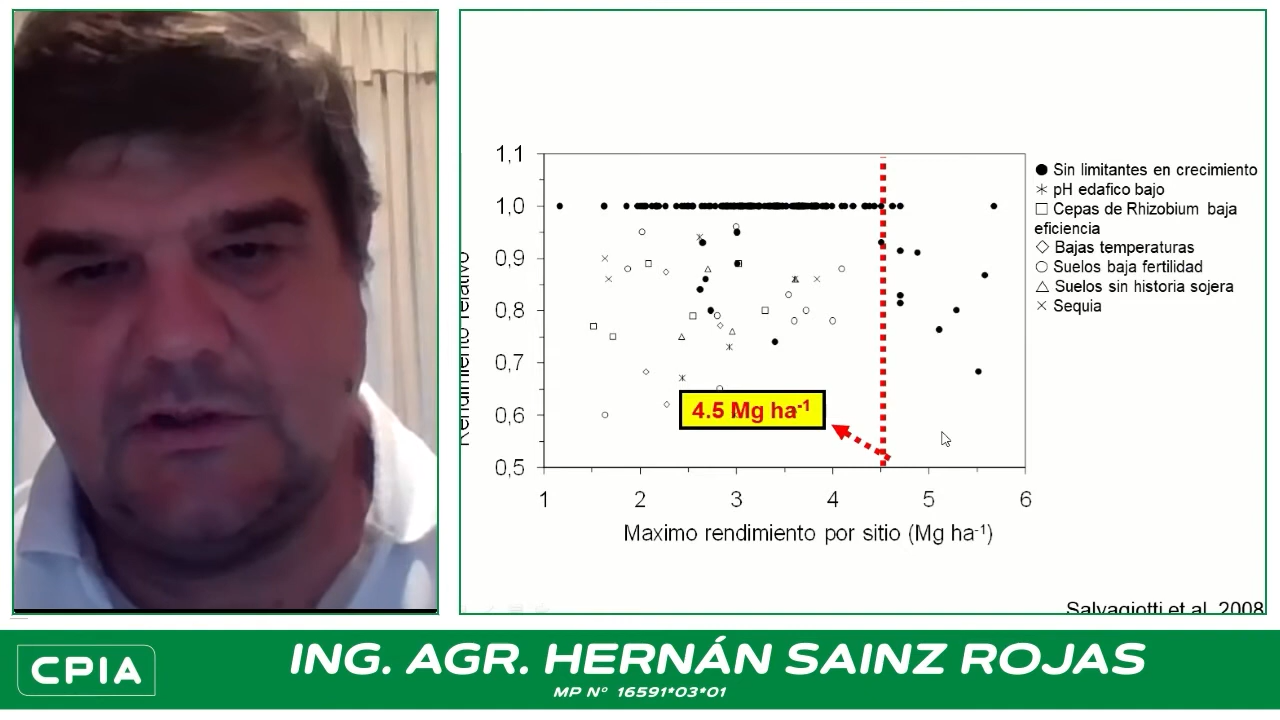 1,1
1,0
0,9
0,8
0,7
0,6
0,5
1 2 3 4 5 6
Rendimiento relativo
Maximo rendimiento por sitio (Mg ha-1)
4.5 Mg ha-1
Sin limitantes en crecimiento
pH edafico bajo
Cepas de Rhizobium baja
eficiencia
Bajas temperaturas
Suelos baja fertilidad
Suelos sin historia sojera
Sequia
Salvagiotti et al. 2008
CPIA
ING. AGR. HERNÁN SAINZ ROJAS
MP Nº 16591*03*01